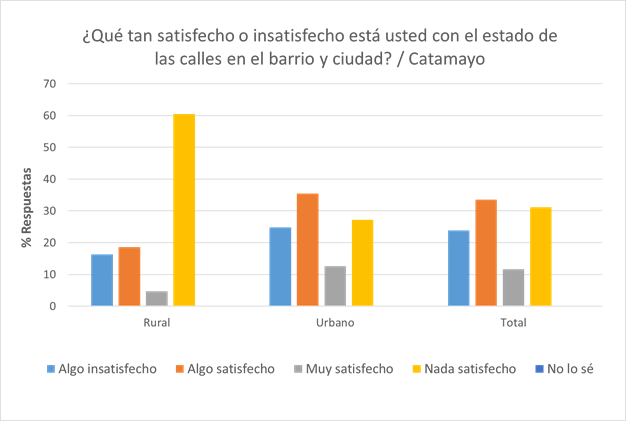 ¿Qué tan satisfecho o insatisfecho está usted con el estado de
las calles en el barrio y ciudad? / Catamayo
70
60
50
40
30
20
10
0
% Respuestas
Rural Urbano Total
Algo insatisfecho Algo satisfecho Muy satisfecho Nada satisfecho No lo sé